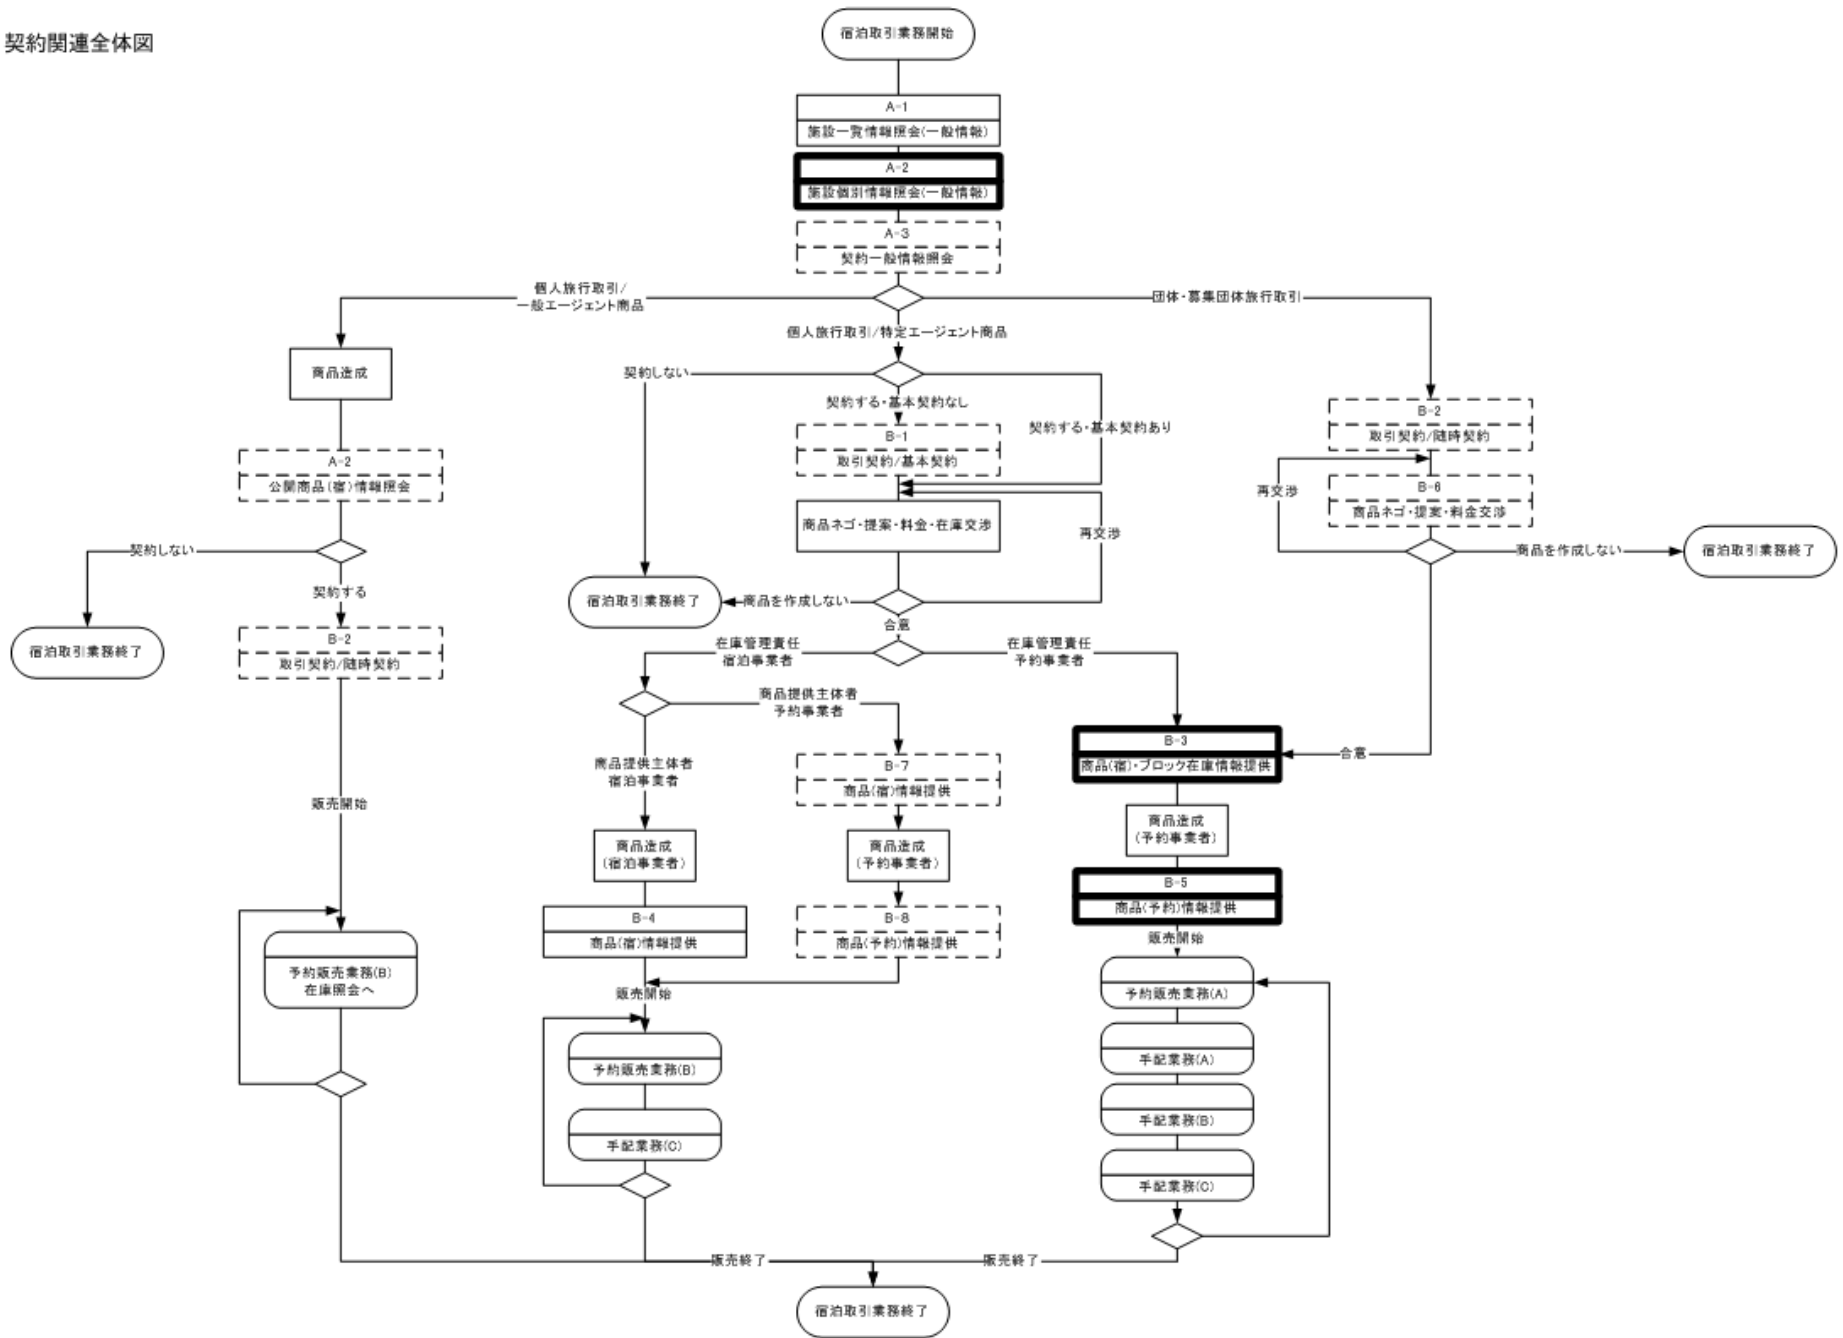 契約関連全体図
宿泊取引業務開始
A-1
施設一覧情報照会(一般情報)
A-2
施設個別情報照会(一般情報)
A-3
契約一般情報照会
個人旅行取引/
一般エージェント商品
団体・募集団体旅行取引
個人旅行取引/特定エージェント商品
商品造成
契約しない
契約する・基本契約なし
契約する・基本契約あり
B-1
取引契約/基本契約
B-2
取引契約/随時契約
A-2
公開商品(宿)情報照会
再交渉
B-6
商品ネゴ・提案・料金交渉
商品ネゴ・提案・料金・在庫交渉
再交渉
契約しない
商品を作成しない
宿泊取引業務終了
契約する
宿泊取引業務終了
商品を作成しない
合意
B-2
取引契約/随時契約
宿泊取引業務終了
在庫管理責任
宿泊事業者
在庫管理責任
予約事業者
商品提供主体者
予約事業者
商品提供主体者
宿泊事業者
B-7
商品(宿)情報提供
B-3
商品(宿)・ブロック在庫情報提供
合意
販売開始
商品造成
(宿泊事業者)
商品造成
(予約事業者)
商品造成
(予約事業者)
B-4
商品(宿)情報提供
B-8
商品(予約)情報提供
B-5
商品(予約)情報提供
販売開始
予約販売業務(B)
在庫照会へ
販売開始
予約販売業務(A)
予約販売業務(B)
手配業務(A)
手配業務(B)
手配業務(C)
手配業務(C)
販売終了
販売終了
宿泊取引業務終了